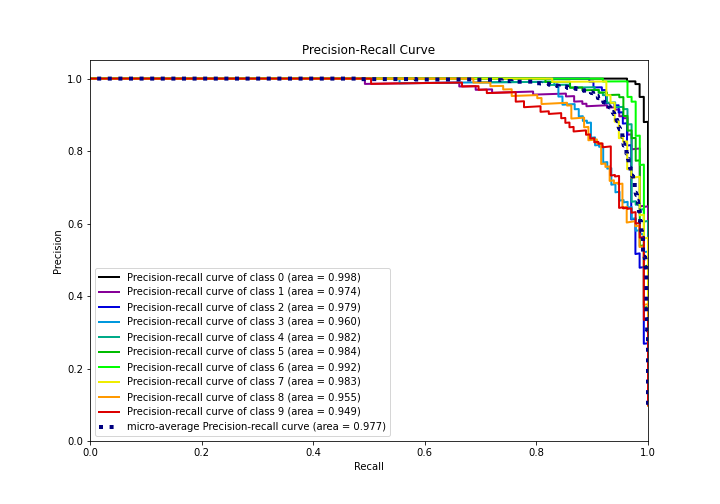 Precision-Recall Curve
1.0
0.8
0.6
0.4
0.2
0.0
Precision
Precision-recall curve of class 0 (area = 0.998)
Precision-recall curve of class 1 (area = 0.974)
Precision-recall curve of class 2 (area = 0.979)
Precision-recall curve of class 3 (area = 0.960)
Precision-recall curve of class 4 (area = 0.982)
Precision-recall curve of class 5 (area = 0.984)
Precision-recall curve of class 6 (area = 0.992)
Precision-recall curve of class 7 (area = 0.983)
Precision-recall curve of class 8 (area = 0.955)
Precision-recall curve of class 9 (area = 0.949)
micro-average Precision-recall curve (area = 0.977)
0.0 0.2 0.4 0.6 0.8 1.0
Recall